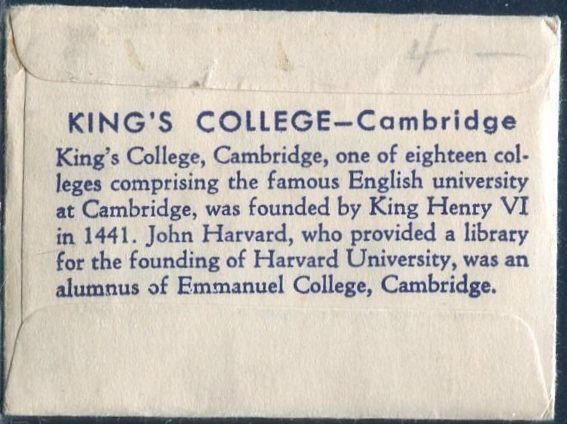 4 –
KING'S COLLEGE—Cambridge
King's College, Cambridge, one of eighteen col-
leges comprising the famous English university
at Cambridge, was founded by King Henry VI
in 1441. John Harvard, who provided a library
for the founding of Harvard University, was an
alumnus of Emmanuel College, Cambridge.